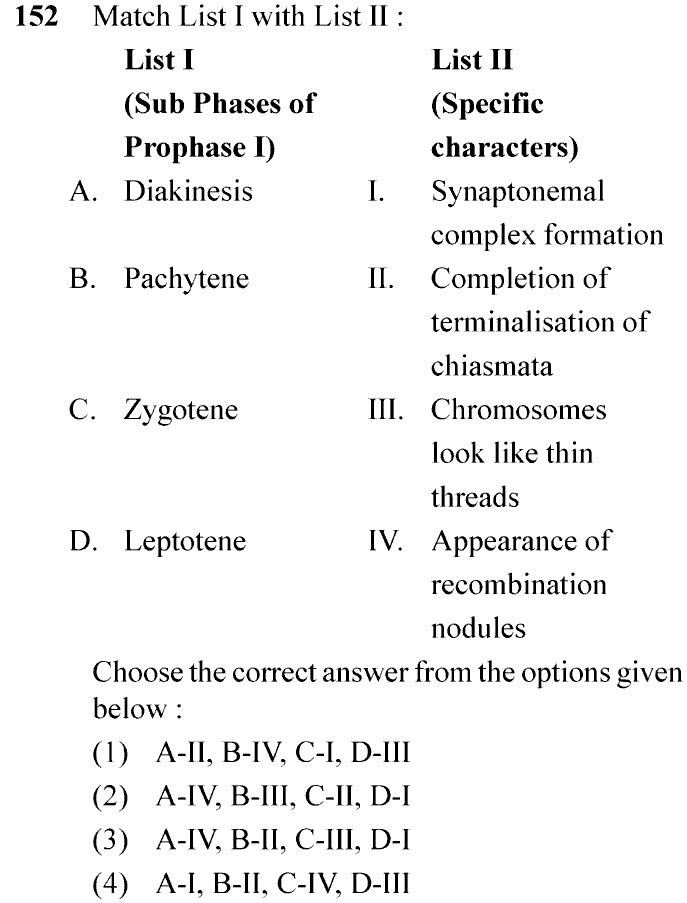 152 Match List I with List II :
List I List II
(Sub Phases of (Specific
Prophase I) characters)
A. Diakinesis I. Synaptonemal
complex formation
B. Pachytene II. Completion of
terminalisation of
chiasmata
C. Zygotene III. Chromosomes
look like thin
threads
D. Leptotene IV. Appearance of
recombination
nodules
Choose the correct answer from the options given
below :
(1) A-II, B-IV, C-I, D-III
(2) A-IV, B-III, C-II, D-I
(3) A-IV, B-II, C-III, D-I
(4) A-I, B-II, C-IV, D-III